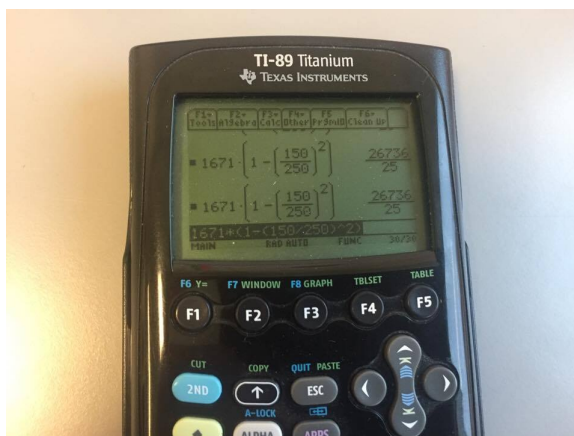 TI-89 Titanium
TEXAS INSTRUMENTS
F1▾ F2▾ F3▾ F4▾ F5 F6▾
Tools Algebra Calc Other PrgmIO Clean Up
■ 1671·(1-(150/250)^2) 26736/25
■ 1671·(1-(150/250)^2) 26736/25
1671*(1-(150/250)^2)
MAIN RAD AUTO FUNC 30/30
F6 Y= F7 WINDOW F8 GRAPH TBLSET TABLE
F1 F2 F3 F4 F5
CUT COPY QUIT PASTE
2ND ↑ ESC
A-LOCK
ALPHA APPS